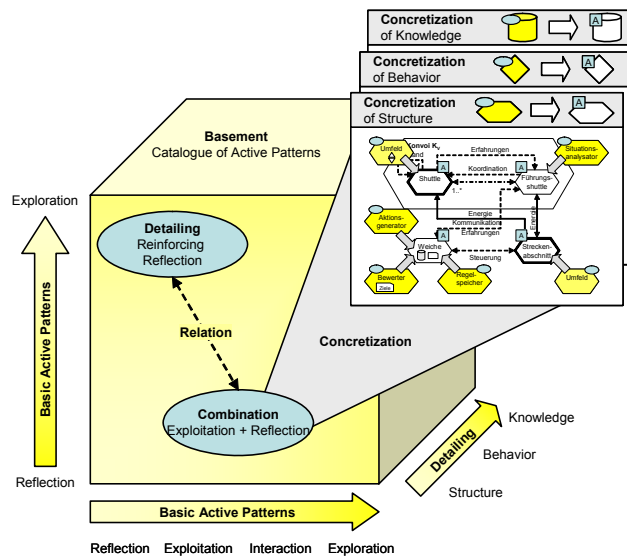 Concretization
of Knowledge
A
Concretization
of Behavior
A
Concretization
of Structure
A
Umfeld
Konvoi Kv
Situations-
analysator
Erfahrungen
A
A
Shuttle
Koordination
Führungs-
shuttle
1..*
Aktions-
generator
Energie
Kommunikation
Erfahrungen
Energie
A
A
Weiche
Steuerung
Strecken-
abschnitt
Bewerter
Ziele
Regel-
speicher
Umfeld
Basement
Catalogue of Active Patterns
Exploration
Detailing
Reinforcing
Reflection
Basic Active Patterns
Relation
Concretization
Combination
Exploitation + Reflection
Reflection
Detailing
Knowledge
Behavior
Structure
Basic Active Patterns
Reflection Exploitation Interaction Exploration